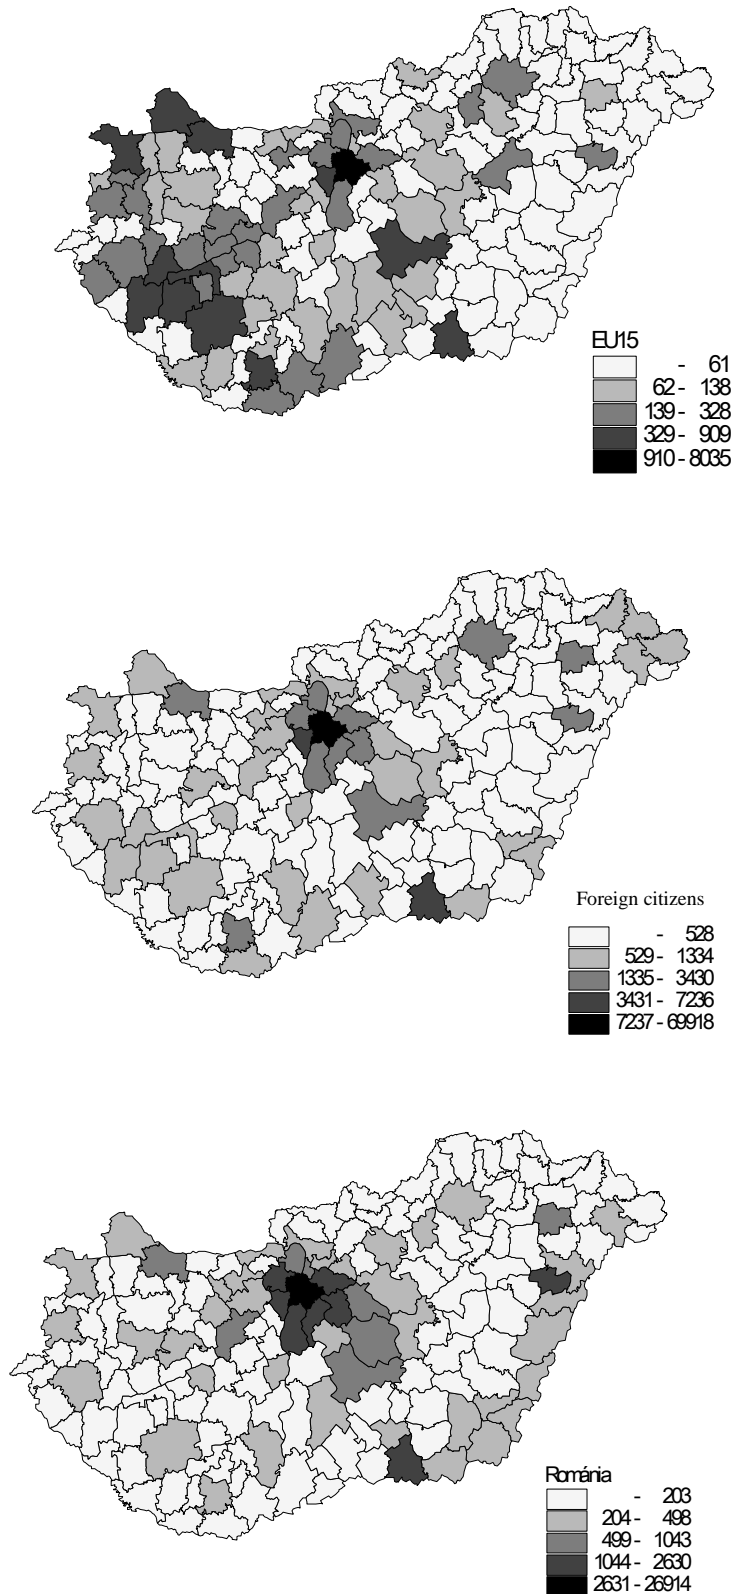 EU15
- 61
62 - 138
139 - 328
329 - 909
910 - 8035
Foreign citizens
- 528
529 - 1334
1335 - 3430
3431 - 7236
7237 - 69918
Románia
- 203
204 - 498
499 - 1043
1044 - 2630
2631 - 26914